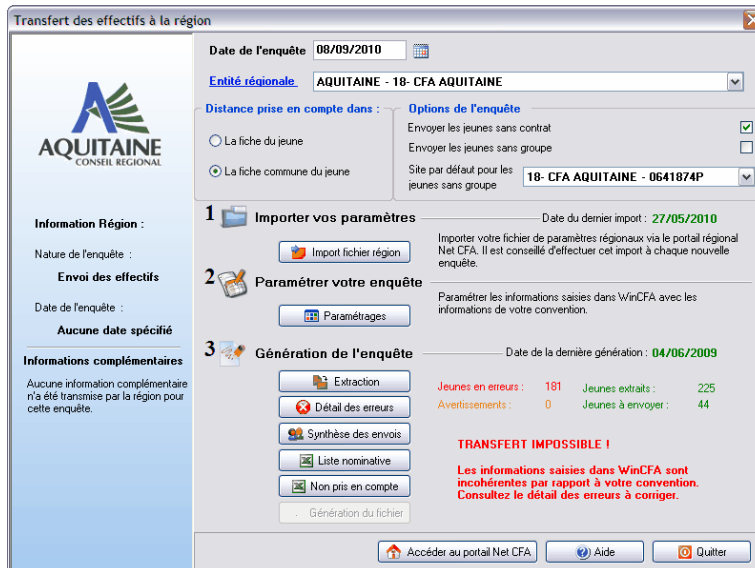 Transfert des effectifs à la région
Date de l'enquête 08/09/2010
Entité régionale AQUITAINE - 18- CFA AQUITAINE
AQUITAINE
CONSEIL REGIONAL
Distance prise en compte dans :
La fiche du jeune
La fiche commune du jeune
Options de l'enquête
Envoyer les jeunes sans contrat
Envoyer les jeunes sans groupe
Site par défaut pour les
jeunes sans groupe
18- CFA AQUITAINE - 0641874P
Information Région :
Nature de l'enquête :
Envoi des effectifs
Date de l'enquête :
Aucune date spécifié
Informations complémentaires
Aucune information complémentaire
n'a été transmise par la région pour
cette enquête.
1 Importer vos paramètres
Date du dernier import : 27/05/2010
Import fichier région
Importer votre fichier de paramètres régionaux via le portail régional
Net CFA. Il est conseillé d'effectuer cet import à chaque nouvelle
enquête.
2 Paramétrer votre enquête
Paramétrages
Paramétrer les informations saisies dans WinCFA avec les
informations de votre convention.
3 Génération de l'enquête
Date de la dernière génération : 04/06/2009
Extraction
Détail des erreurs
Synthèse des envois
Liste nominative
Non pris en compte
Génération du fichier
Jeunes en erreurs : 181 Jeunes extraits : 225
Avertissements : 0 Jeunes à envoyer : 44
TRANSFERT IMPOSSIBLE !
Les informations saisies dans WinCFA sont
incohérentes par rapport à votre convention.
Consultez le détail des erreurs à corriger.
Accéder au portail Net CFA
Aide
Quitter